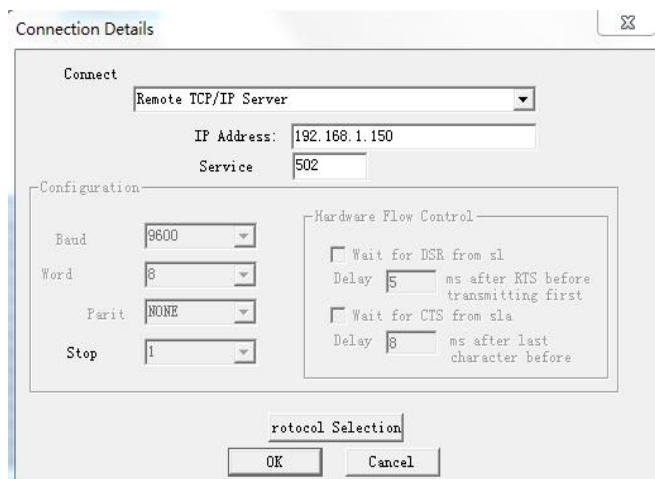 Connection Details
Connect
Remote TCP/IP Server
IP Address: 192.168.1.150
Service 502
Configuration
Baud 9600
Word 8
Parit NONE
Stop 1
Hardware Flow Control
Wait for DSR from sl
Delay 5 ms after RTS before
transmitting first
Wait for CTS from sla
Delay 8 ms after last
character before
rotocol Selection
OK Cancel